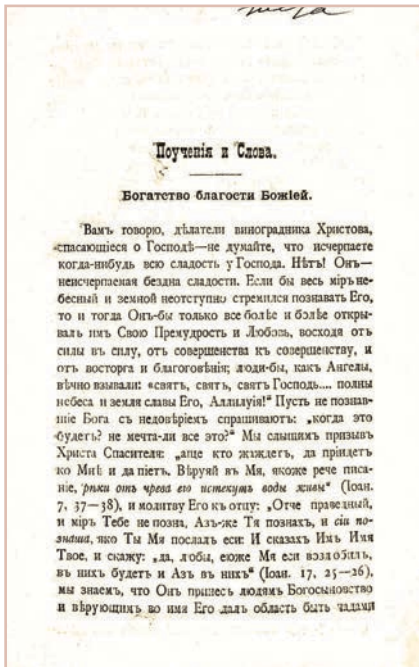 Поученія и Слова.
Богатство благости Божіей.
Вамъ говорю, дѣлатели виноградника Христова,
спасающіеся о Господѣ—не думайте, что исчерпаете
когда-нибудь всю сладость у Господа. Нѣтъ! Онъ—
неисчерпаемая бездна сладости. Если бы весь міръ не-
бесный и земной неотступно стремился познавать Его,
то и тогда Онъ-бы только все болѣе и болѣе откры-
валъ имъ Свою Премудрость и Любовь, восходя отъ
силы въ силу, отъ совершенства къ совершенству, и
отъ восторга и благоговѣнія; люди-бы, какъ Ангелы,
вѣчно взывали: «святъ, святъ, святъ Господь.... полны
небеса и земля славы Его, Аллилуія!“ Пусть не познав-
шіе Бога съ недовѣріемъ спрашиваютъ: „когда это
будетъ? не мечта-ли все это?“ Мы слышимъ призывъ
Христа Спасителя: „аще кто жаждетъ, да пріидетъ
ко Мнѣ и да піетъ. Вѣруяй въ Мя, якоже рече писа-
ніе, рѣки отъ чрева его истекутъ воды живы“ (Іоан.
7, 37—38), и молитву Его къ отцу: „Отче праведный,
и міръ Тебе не позна, Азъ-же Тя познахъ, и сіи по-
знаша, яко Ты Мя послалъ еси: И сказахъ Имъ Имя
Твое, и скажу: „да, любы, еюже Мя еси возлюбилъ,
въ нихъ будетъ и Азъ въ нихъ“ (Іоан. 17, 25—26),
мы знаемъ, что Онъ принесъ людямъ Богосыновство
и вѣрующимъ во имя Его далъ область быть чадами